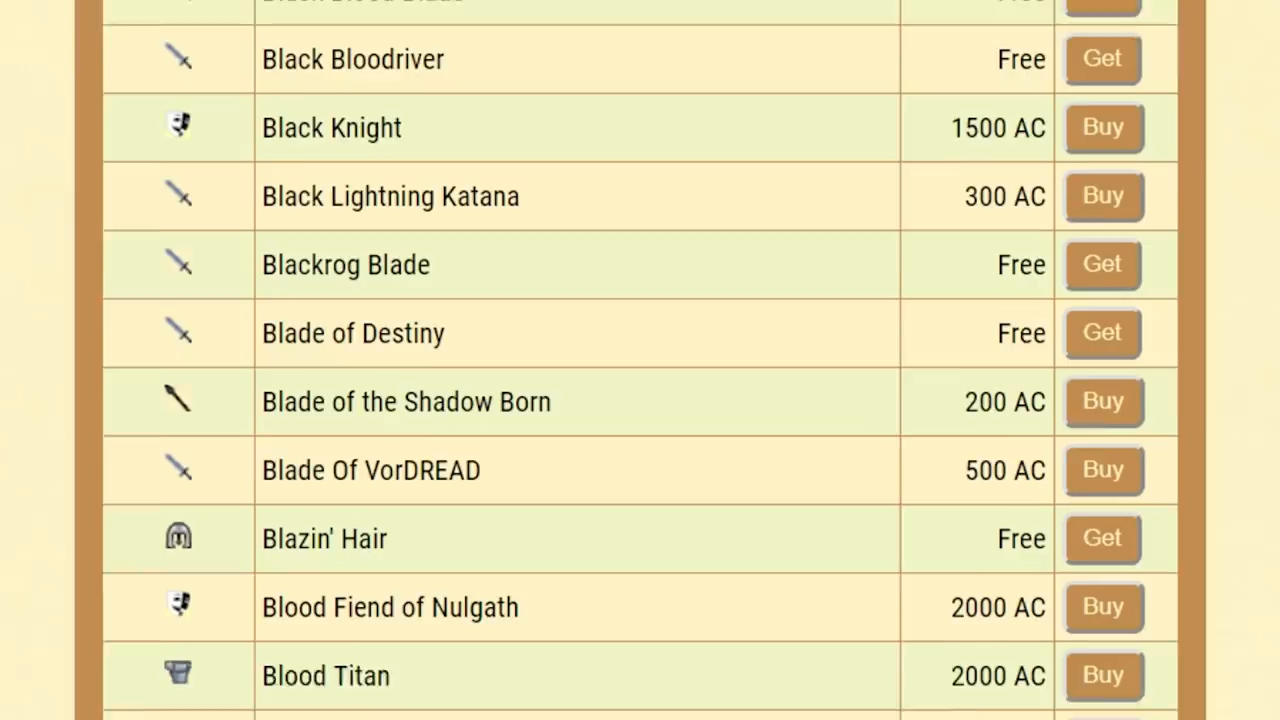 Black Bloodriver Free Get
Black Knight 1500 AC Buy
Black Lightning Katana 300 AC Buy
Blackrog Blade Free Get
Blade of Destiny Free Get
Blade of the Shadow Born 200 AC Buy
Blade Of VorDREAD 500 AC Buy
Blazin' Hair Free Get
Blood Fiend of Nulgath 2000 AC Buy
Blood Titan 2000 AC Buy